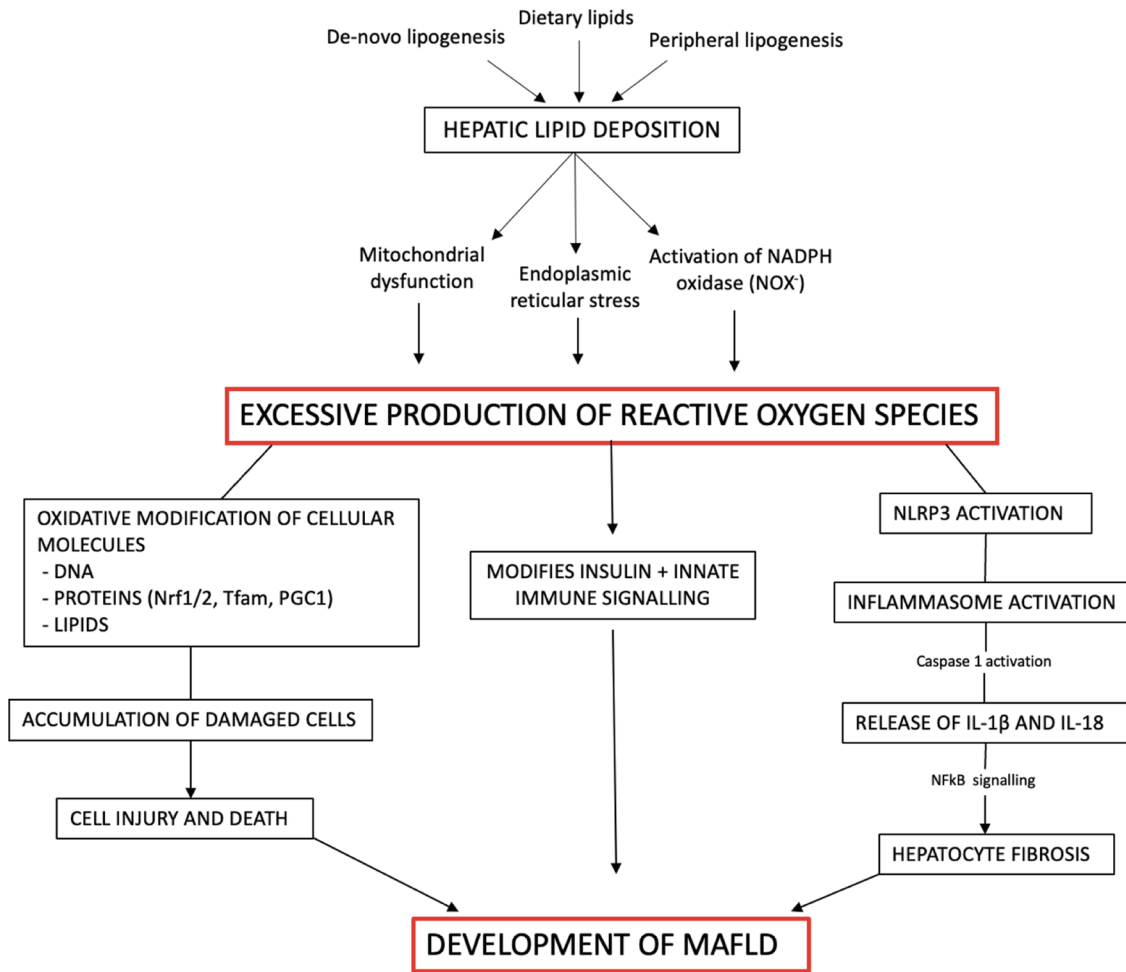 Dietary lipids
De-novo lipogenesis
Peripheral lipogenesis
HEPATIC LIPID DEPOSITION
Mitochondrial
dysfunction
Endoplasmic
reticular stress
Activation of NADPH
oxidase (NOX-)
EXCESSIVE PRODUCTION OF REACTIVE OXYGEN SPECIES
OXIDATIVE MODIFICATION OF CELLULAR
MOLECULES
- DNA
- PROTEINS (Nrf1/2, Tfam, PGC1)
- LIPIDS
ACCUMULATION OF DAMAGED CELLS
CELL INJURY AND DEATH
MODIFIES INSULIN + INNATE
IMMUNE SIGNALLING
NLRP3 ACTIVATION
INFLAMMASOME ACTIVATION
Caspase 1 activation
RELEASE OF IL-1β AND IL-18
NFkB signalling
HEPATOCYTE FIBROSIS
DEVELOPMENT OF MAFLD